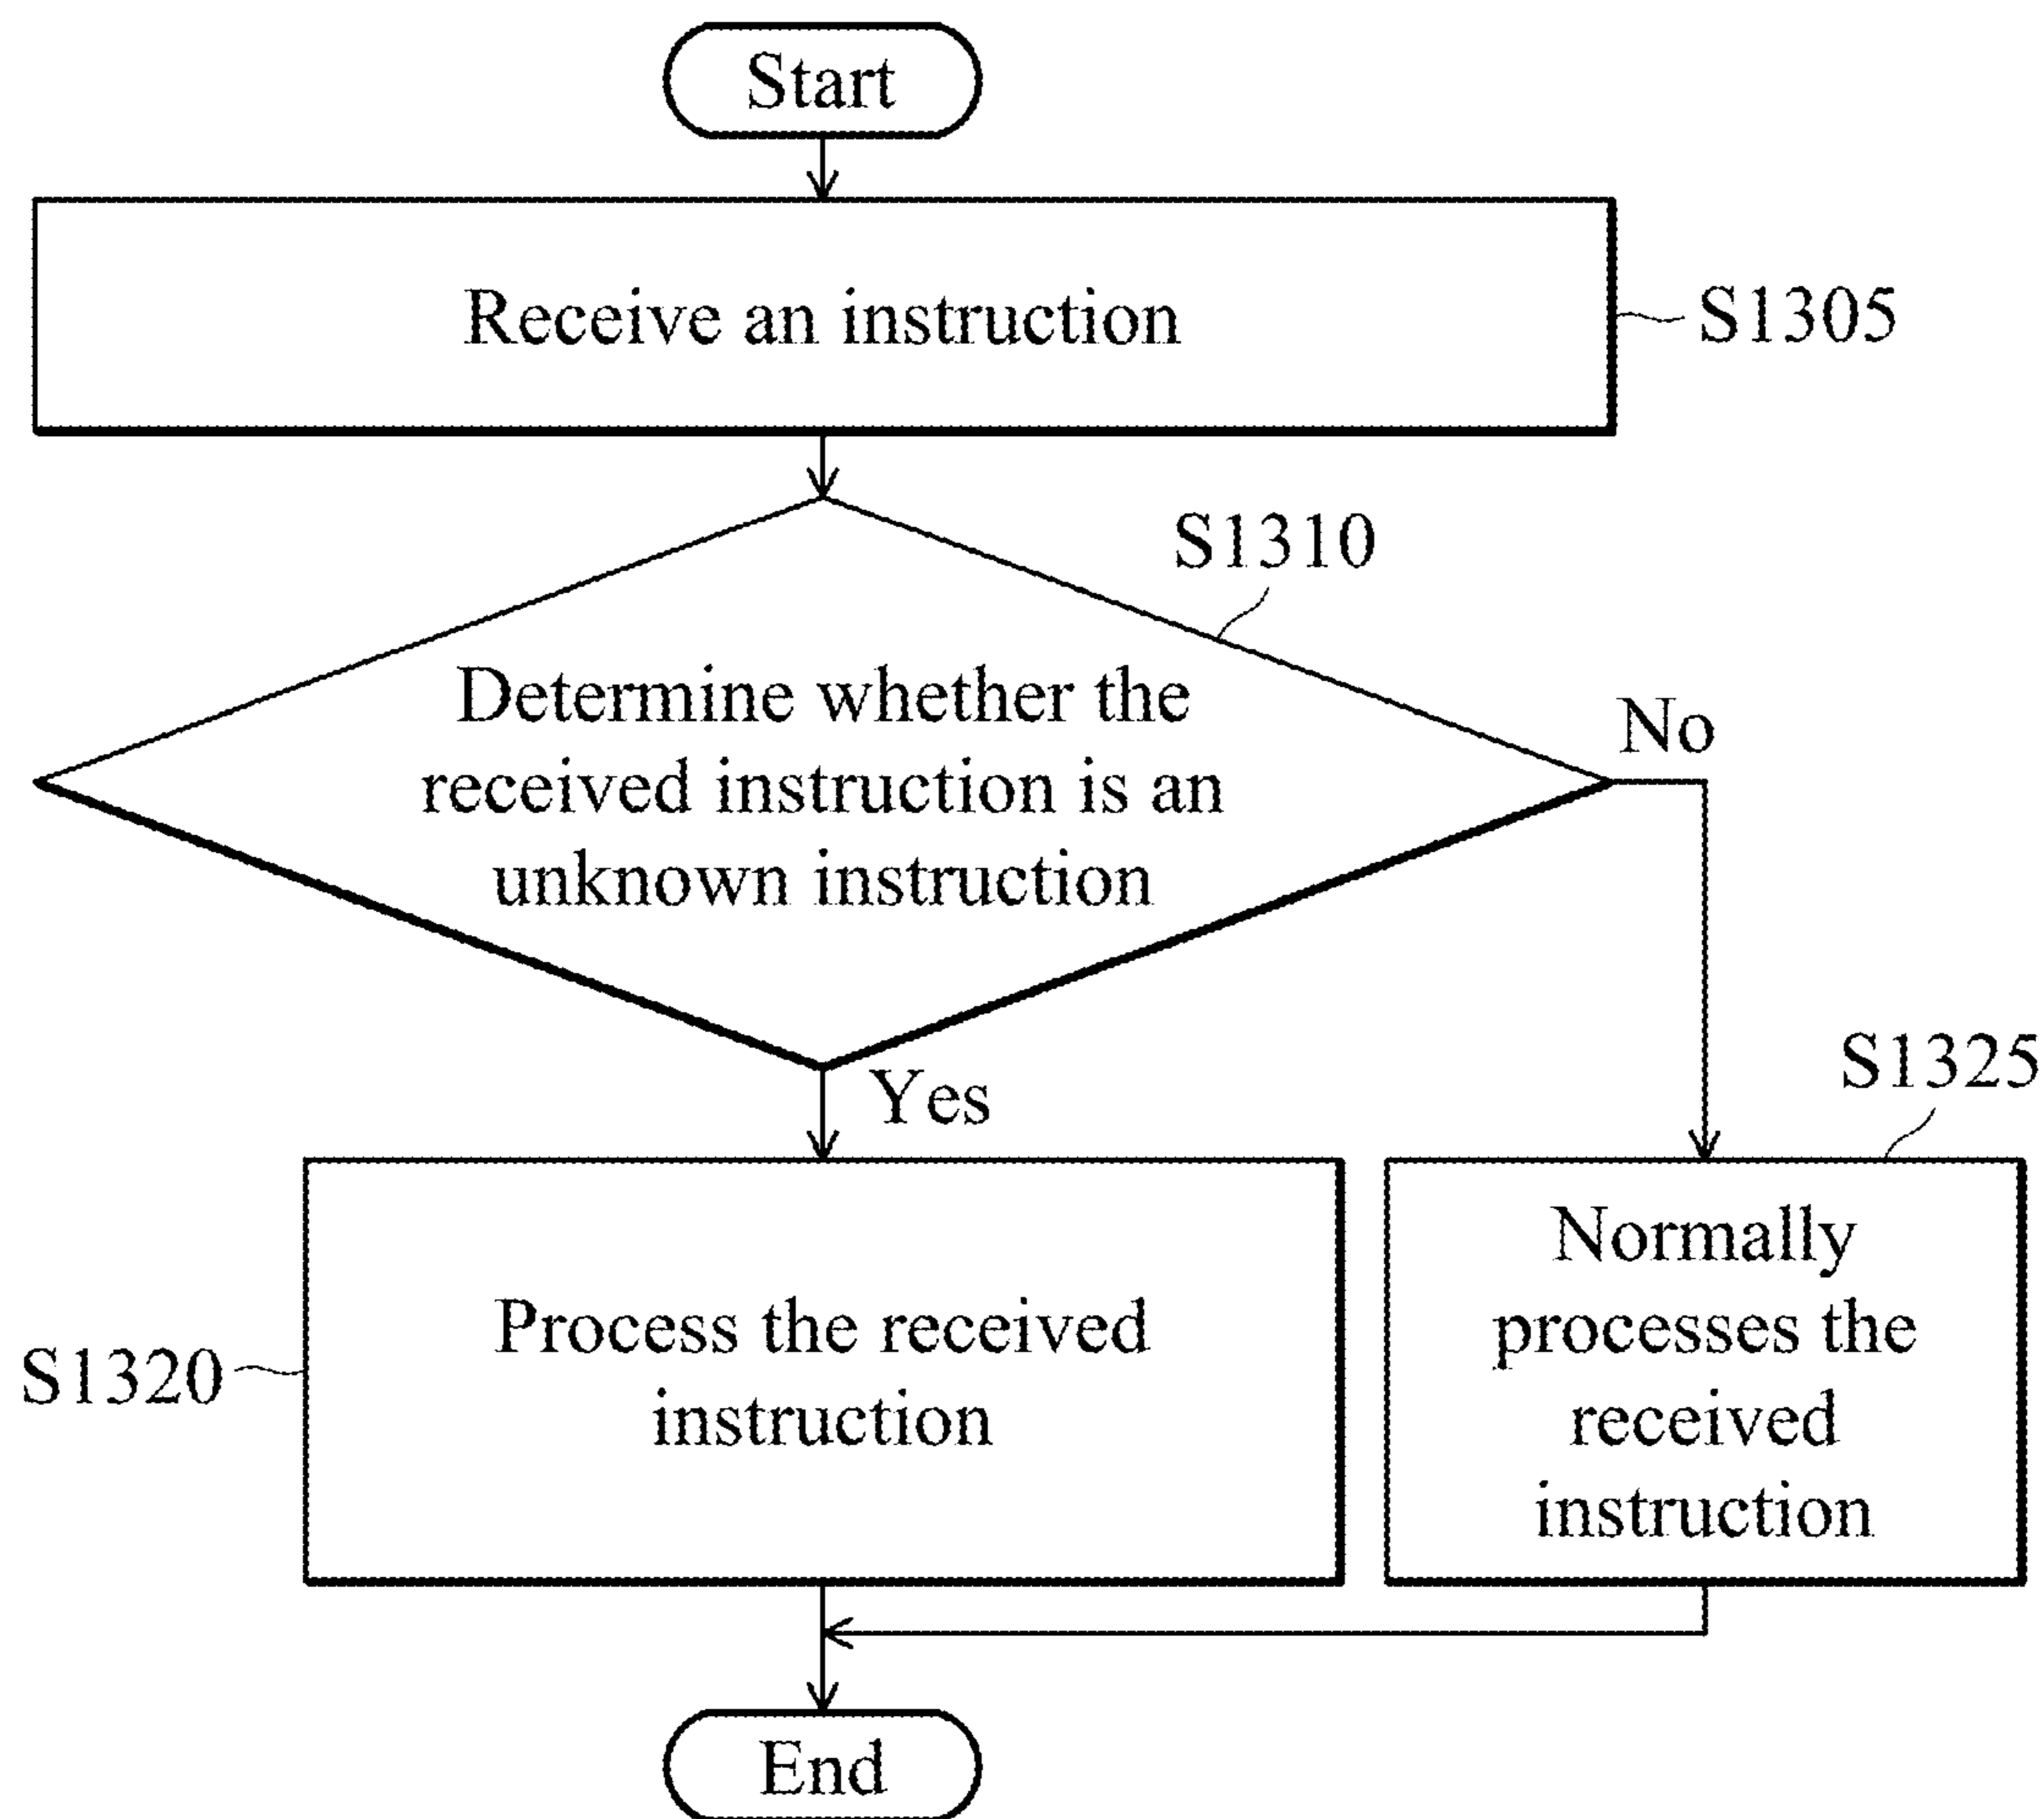 Start
Receive an instruction
S1305
S1310
Determine whether the
received instruction is an
unknown instruction
No
Yes
S1325
S1320
Process the received
instruction
Normally
processes the
received
instruction
End